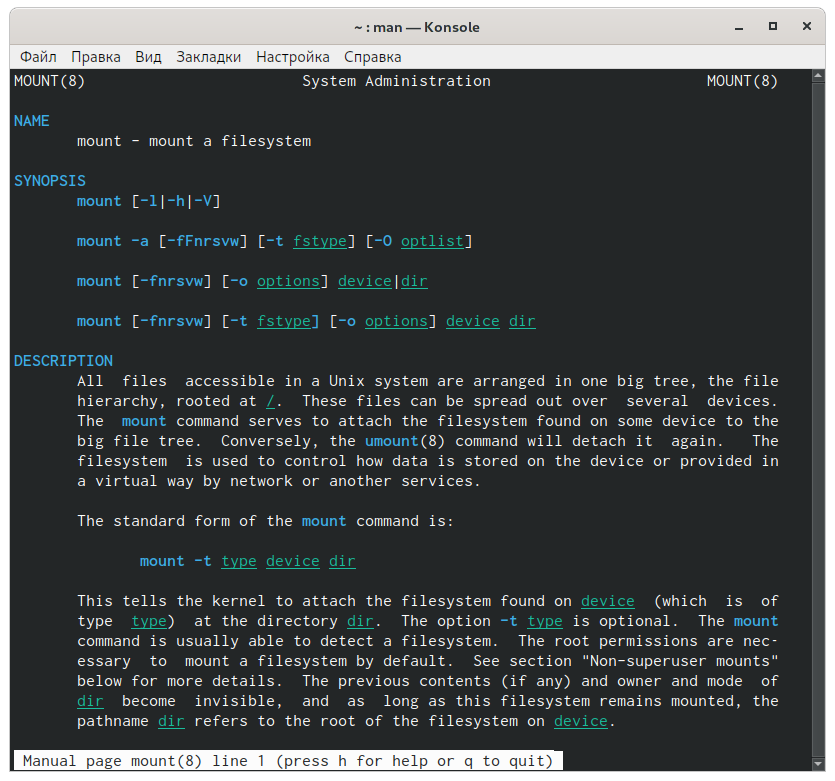 ~ : man — Konsole
Файл Правка Вид Закладки Настройка Справка
MOUNT(8) System Administration MOUNT(8)
NAME
mount - mount a filesystem
SYNOPSIS
mount [-l|-h|-V]
mount -a [-fFnrsvw] [-t fstype] [-O optlist]
mount [-fnrsvw] [-o options] device|dir
mount [-fnrsvw] [-t fstype] [-o options] device dir
DESCRIPTION
All files accessible in a Unix system are arranged in one big tree, the file
hierarchy, rooted at /. These files can be spread out over several devices.
The mount command serves to attach the filesystem found on some device to the
big file tree. Conversely, the umount(8) command will detach it again. The
filesystem is used to control how data is stored on the device or provided in
a virtual way by network or another services.
The standard form of the mount command is:
mount -t type device dir
This tells the kernel to attach the filesystem found on device (which is of
type type) at the directory dir. The option -t type is optional. The mount
command is usually able to detect a filesystem. The root permissions are nec-
essary to mount a filesystem by default. See section "Non-superuser mounts"
below for more details. The previous contents (if any) and owner and mode of
dir become invisible, and as long as this filesystem remains mounted, the
pathname dir refers to the root of the filesystem on device.
Manual page mount(8) line 1 (press h for help or q to quit)